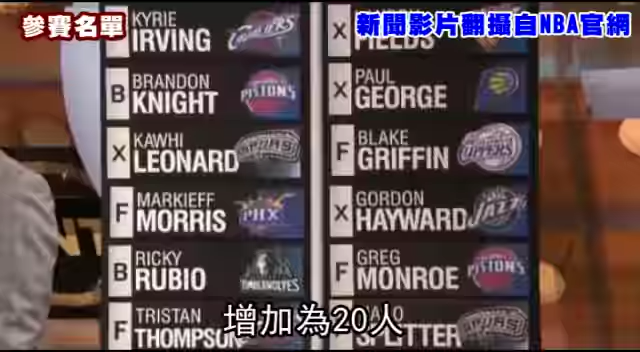 參賽名單
新聞影片翻攝自NBA官網
KYRIE
IRVING
CAVALIERS
B BRANDON
KNIGHT
PISTONS
X KAWHI
LEONARD
SPURS
F MARKIEFF
MORRIS
PHX
B RICKY
RUBIO
TIMBERWOLVES
F TRISTAN
THOMPSON
X
FIELDS
X PAUL
GEORGE
F BLAKE
GRIFFIN
CLIPPERS
X GORDON
HAYWARD
JAZZ
F GREG
MONROE
PISTONS
SPLITTER
SPURS
增加為20人